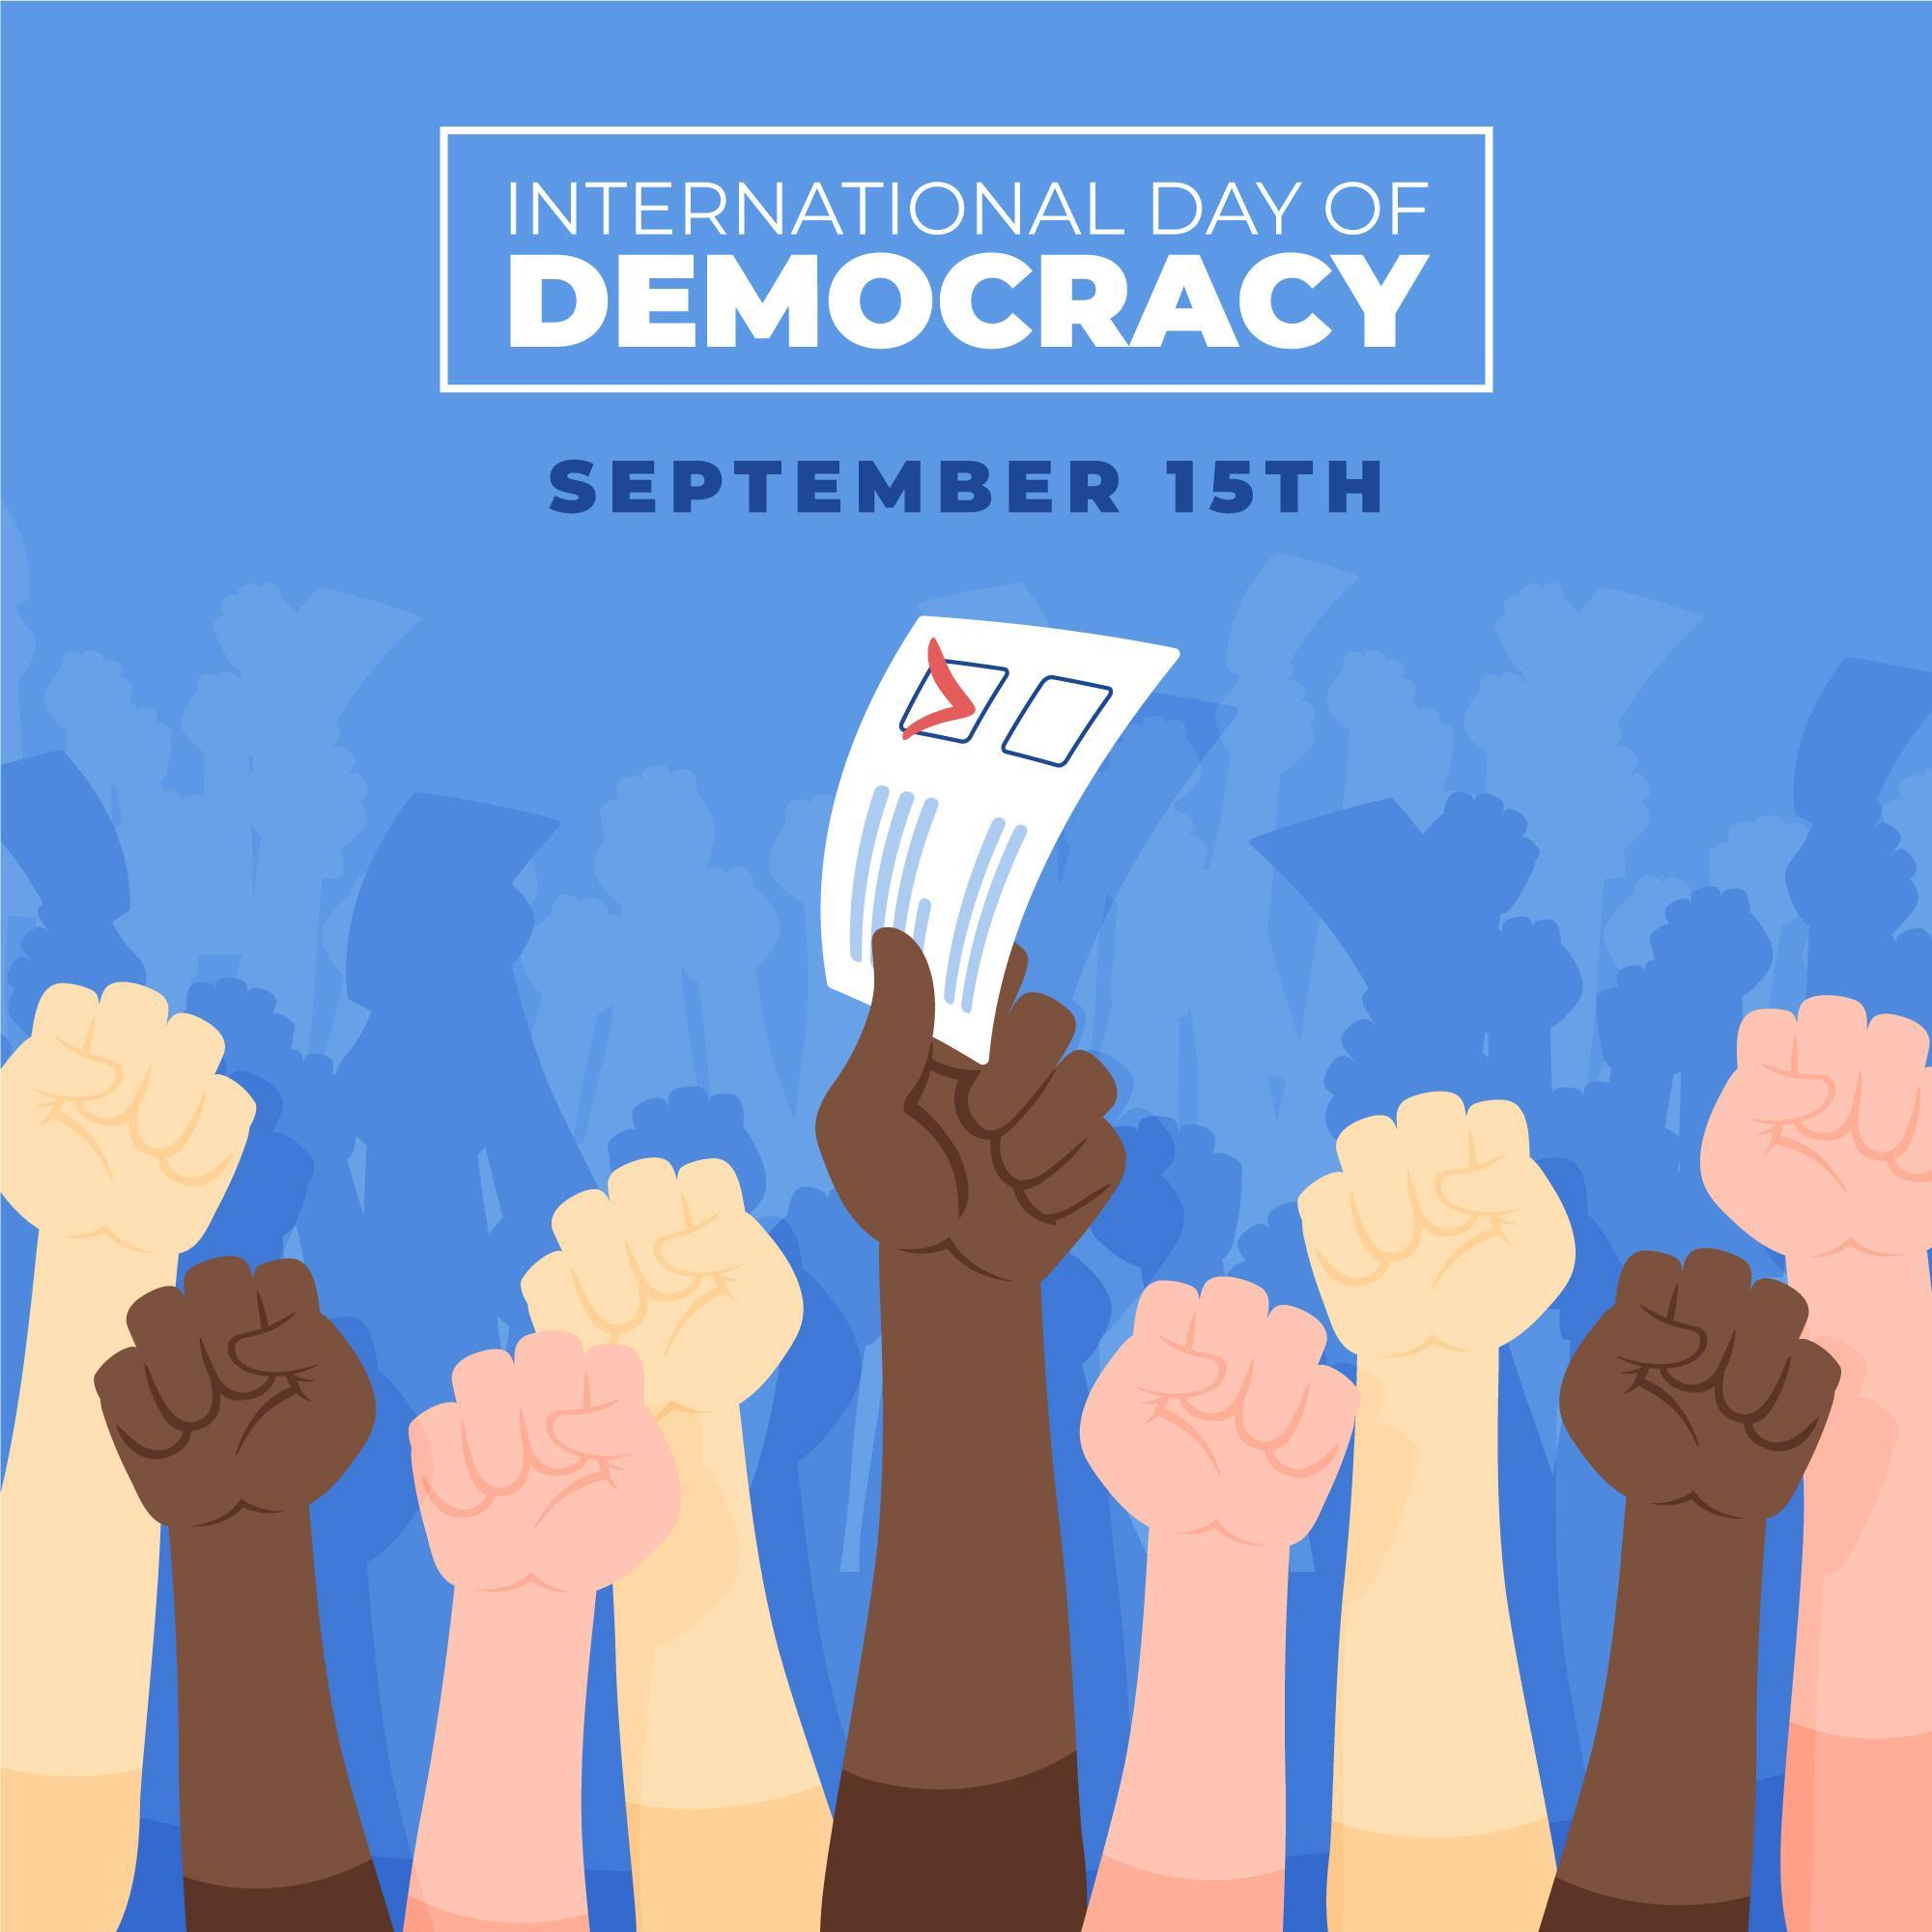 INTERNATIONAL DAY OF
DEMOCRACY
SEPTEMBER 15TH